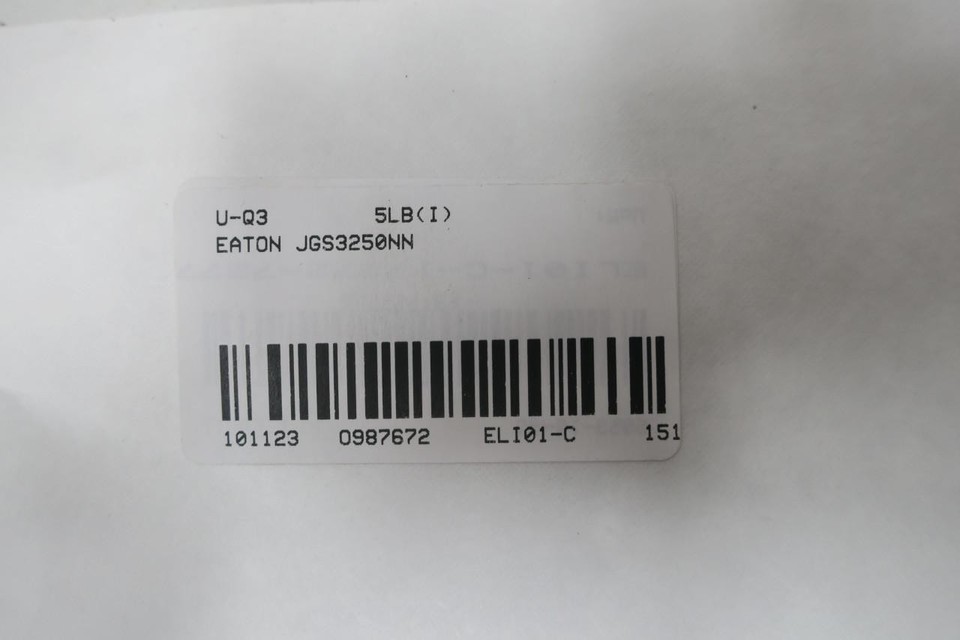 U-Q3 5LB(I)
EATON JGS3250NN
101123 0987672 ELI01-C 151